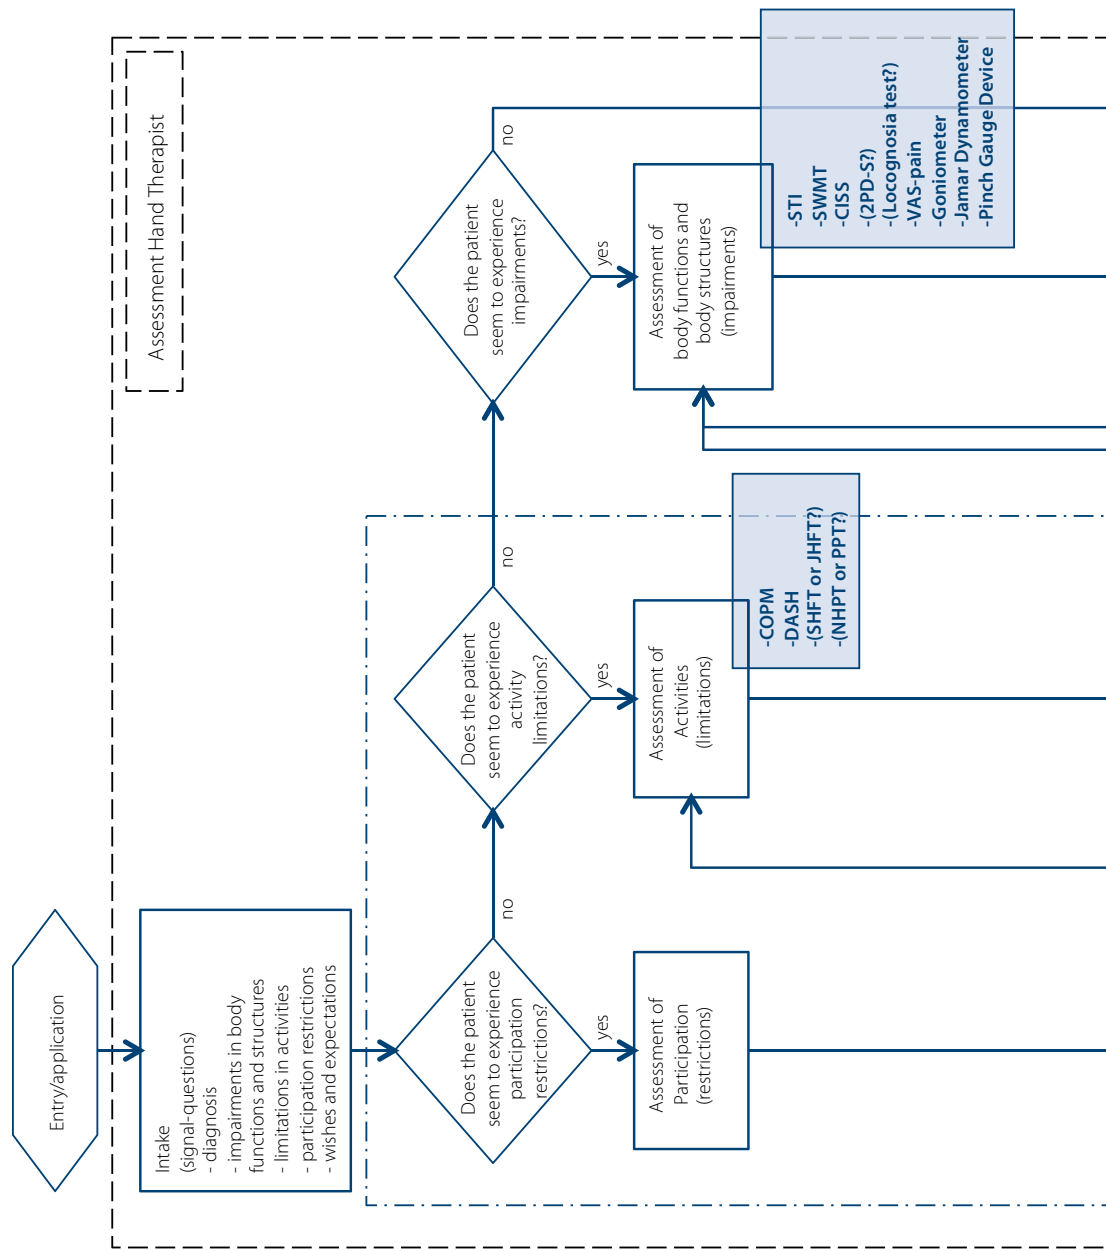 Entry/application
Assessment Hand Therapist
Intake
(signal-questions)
- diagnosis
- impairments in body
functions and structures
- limitations in activities
- participation restrictions
- wishes and expectations
Does the patient
seem to experience
participation
restrictions?
no
yes
Assessment of
Participation
(restrictions)
Does the patient
seem to experience
activity
limitations?
no
yes
Assessment of
Activities
(limitations)
-COPM
-DASH
-(SHFT or JHFT?)
-(NHPT or PPT?)
Does the patient
seem to experience
impairments?
no
yes
Assessment of
body functions and
body structures
(impairments)
-STI
-SWMT
-CISS
-(2PD-S?)
-(Locognosia test?)
-VAS-pain
-Goniometer
-Jamar Dynamometer
-Pinch Gauge Device